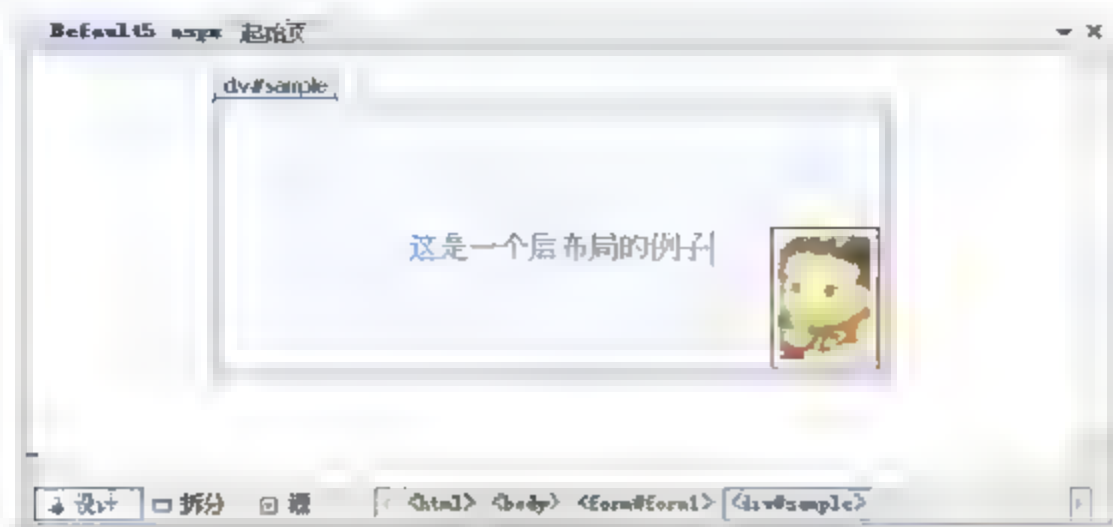 Default5.aspx 起始页
div#sample
这是一个层布局的例子
设计 拆分 源 <html> <body> <form#form1> <div#sample>